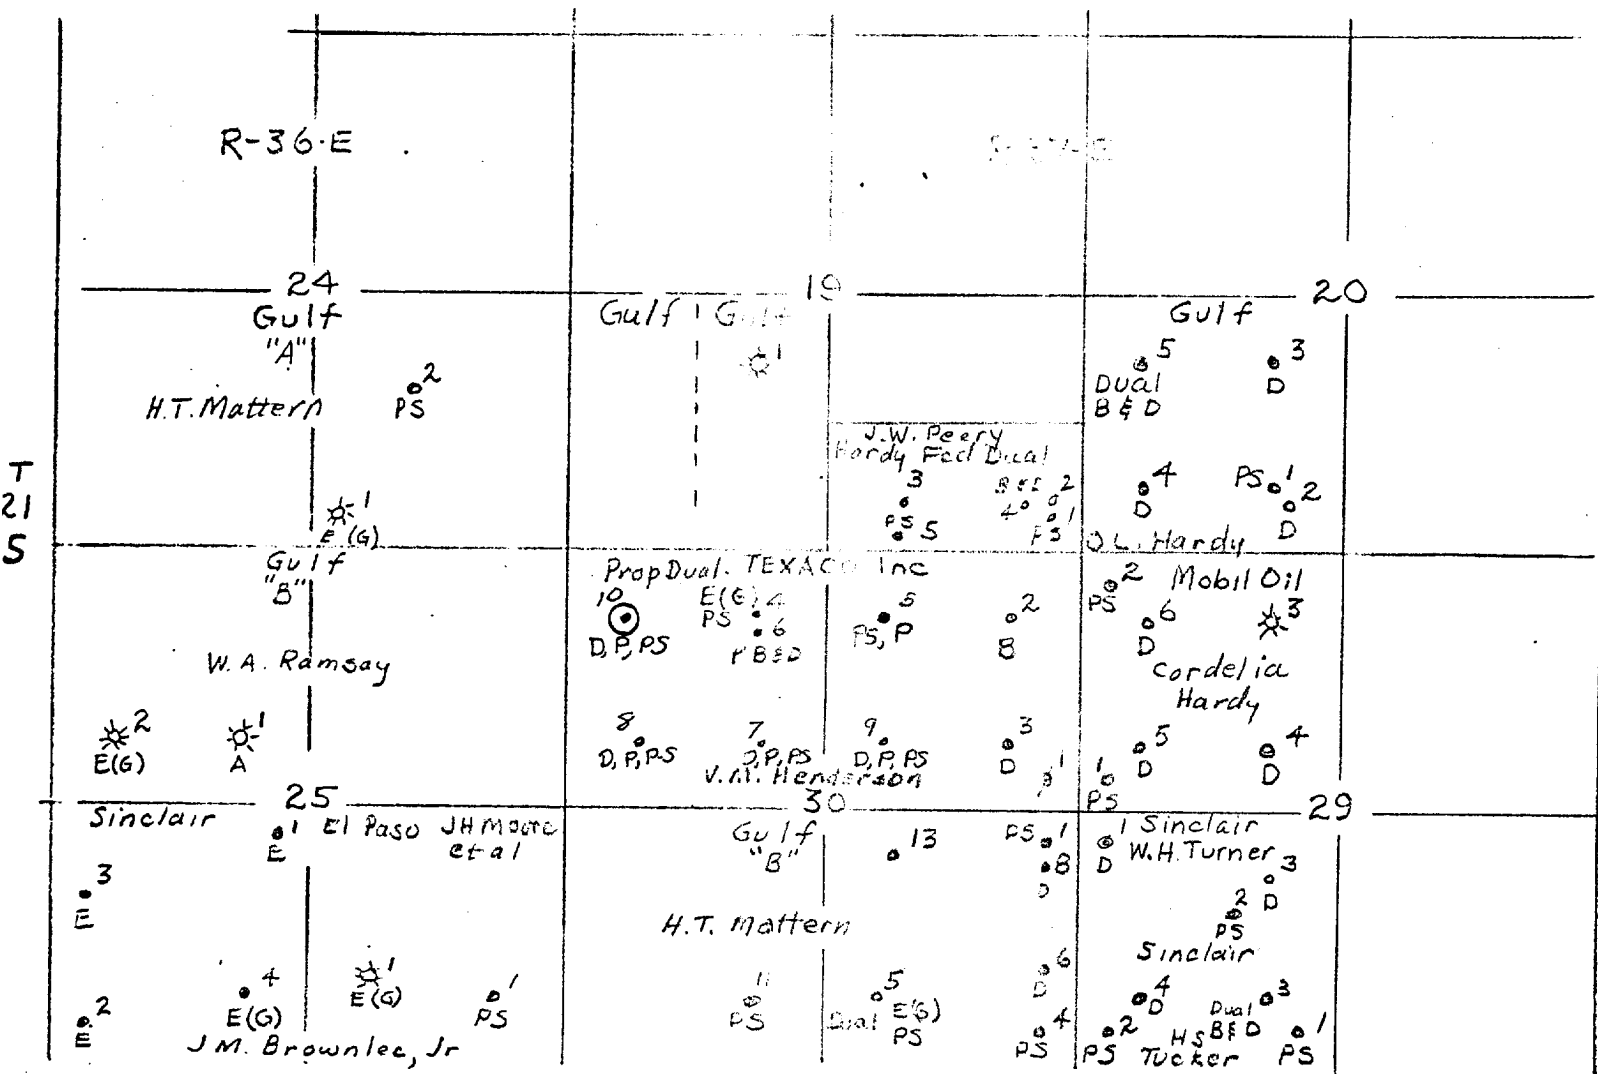 R-36-E
24
19
20
Gulf
"A"
Gulf
Gulf
Gulf
1
5
3
Dual
B & D
D
H.T. Mattern
2
PS
J.W. Peery
Hardy Fed Dual
T
21
S
3
PS
5
4
2
1
PS
4
D
PS
1
2
D
1
E (G)
O.L. Hardy
Gulf
"B"
Prop Dual. TEXACO Inc
Mobil Oil
10
D, P, PS
E(G)
PS
4
6
B&D
5
PS, P
2
B
2
PS
6
D
3
W.A. Ramsay
Cordelia
Hardy
2
E(G)
1
A
8
D, P, PS
7
D, P, PS
9
D, P, PS
3
D
1
5
D
4
D
1
PS
V.M. Henderson
25
30
29
Sinclair
1
E
El Paso
J H Moore
et al
Gulf
"B"
13
PS
1
8
D
1
D
Sinclair
W.H. Turner
3
E
3
D
2
PS
H.T. Mattern
Sinclair
4
E(G)
1
E(G)
1
PS
11
PS
5
Dual
E(G)
PS
6
D
4
PS
4
D
3
Dual
B & D
2
E
2
PS
HS
Tucker
1
PS
J.M. Brownlee, Jr